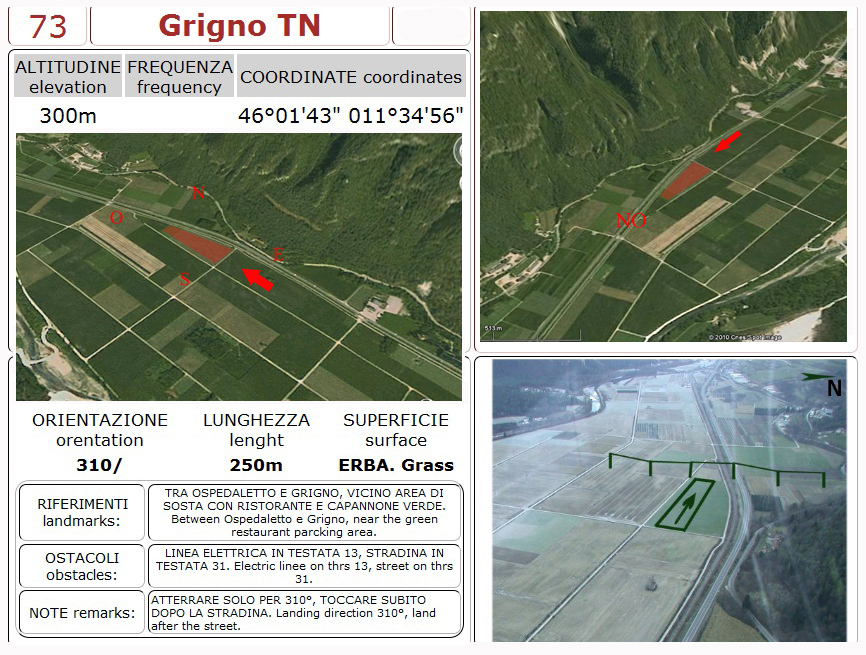 73
Grigno TN
ALTITUDINE
elevation
FREQUENZA
frequency
COORDINATE coordinates
300m
46°01'43" 011°34'56"
N
O
E
S
ORIENTAZIONE
orentation
LUNGHEZZA
lenght
SUPERFICIE
surface
310/
250m
ERBA. Grass
RIFERIMENTI
landmarks:
TRA OSPEDALETTO E GRIGNO, VICINO AREA DI
SOSTA CON RISTORANTE E CAPANNONE VERDE.
Between Ospedaletto e Grigno, near the green
restaurant parcking area.
OSTACOLI
obstacles:
LINEA ELETTRICA IN TESTATA 13, STRADINA IN
TESTATA 31. Electric linee on thrs 13, street on thrs
31.
NOTE remarks:
ATTERRARE SOLO PER 310°, TOCCARE SUBITO
DOPO LA STRADINA. Landing direction 310°, land
after the street.
NO
513 m
© 2010 Cnes/Spot Image
N